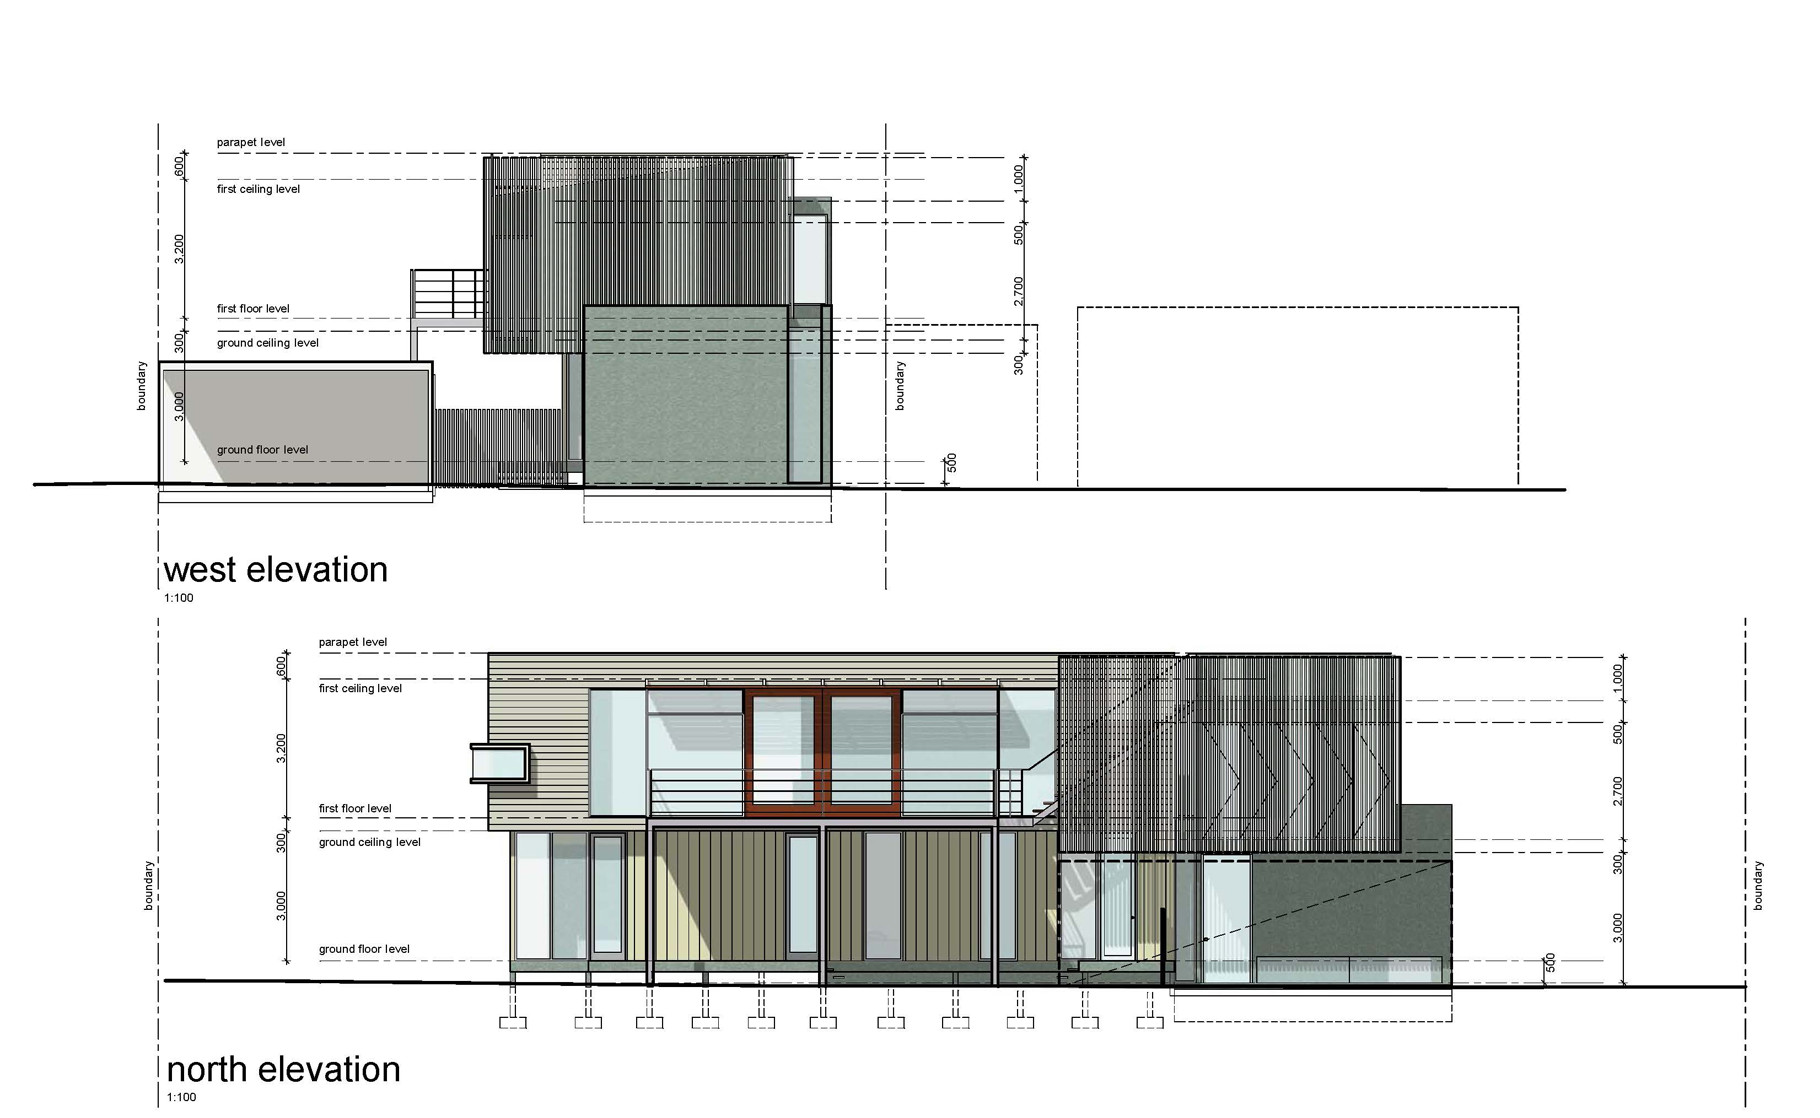 parapet level
600
first ceiling level
1,000
3,200
500
2,700
first floor level
300
ground ceiling level
300
boundary
boundary
3,000
ground floor level
500
west elevation
1:100
parapet level
600
first ceiling level
1,000
3,200
500
2,700
first floor level
300
ground ceiling level
300
boundary
boundary
3,000
3,000
ground floor level
500
north elevation
1:100